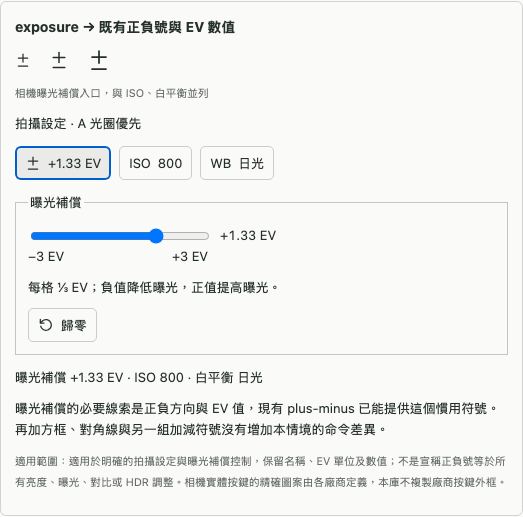 exposure → 既有正負號與 EV 數值
± ± ±
相機曝光補償入口，與 ISO、白平衡並列
拍攝設定 · A 光圈優先
± +1.33 EV ISO 800 WB 日光
曝光補償
+1.33 EV
−3 EV +3 EV
每格 ⅓ EV；負值降低曝光，正值提高曝光。
歸零
曝光補償 +1.33 EV · ISO 800 · 白平衡 日光
曝光補償的必要線索是正負方向與 EV 值，現有 plus-minus 已能提供這個慣用符號。
再加方框、對角線與另一組加減符號沒有增加本情境的命令差異。
適用範圍：適用於明確的拍攝設定與曝光補償控制，保留名稱、EV 單位及數值；不是宣稱正負號等於所
有亮度、曝光、對比或 HDR 調整。相機實體按鍵的精確圖案由各廠商定義，本庫不複製廠商按鍵外框。